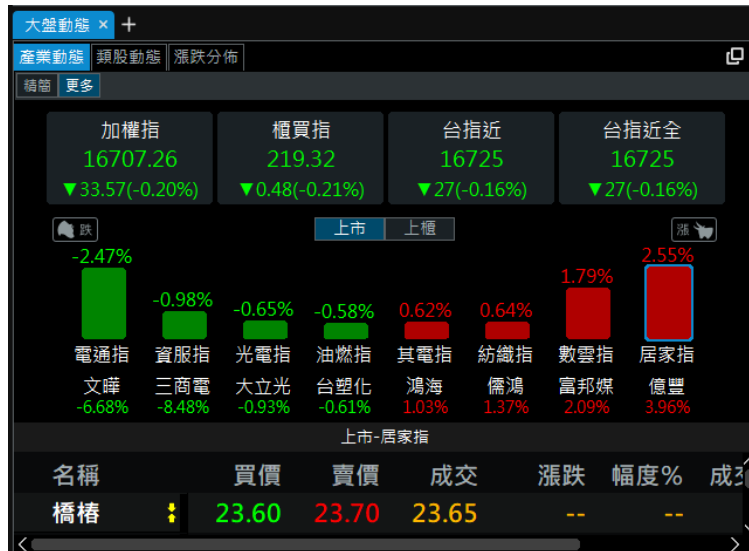 大盤動態 × +
產業動態 類股動態 漲跌分佈
精簡 更多
加權指 櫃買指 台指近 台指近全
16707.26 219.32 16725 16725
▼33.57(-0.20%) ▼0.48(-0.21%) ▼27(-0.16%) ▼27(-0.16%)
跌 上市 上櫃 漲
-2.47% -0.98% -0.65% -0.58% 0.62% 0.64% 1.79% 2.55%
電通指 資服指 光電指 油燃指 其電指 紡織指 數雲指 居家指
文曄 三商電 大立光 台塑化 鴻海 儒鴻 富邦媒 億豐
-6.68% -8.48% -0.93% -0.61% 1.03% 1.37% 2.09% 3.96%
上市-居家指
名稱 買價 賣價 成交 漲跌 幅度% 成
橋椿 23.60 23.70 23.65 -- --